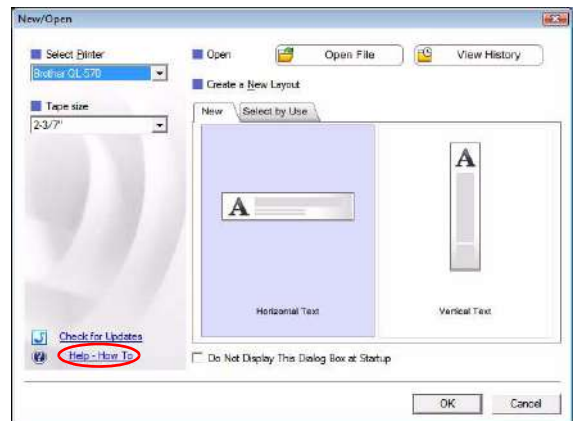 New/Open
Select Printer
Brother QL-570
Tape size
2-3/7"
Open
Open File
View History
Create a New Layout
New
Select by Use
A
A
Horizontal Text
Vertical Text
Check for Updates
Help - How To
Do Not Display This Dialog Box at Startup
OK
Cancel